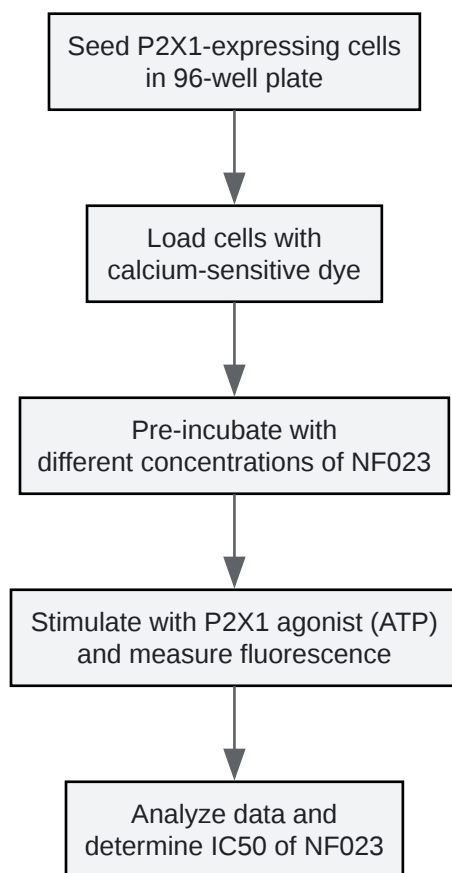 Seed P2X1-expressing cells
in 96-well plate
Load cells with
calcium-sensitive dye
Pre-incubate with
different concentrations of NF023
Stimulate with P2X1 agonist (ATP)
and measure fluorescence
Analyze data and
determine IC50 of NF023